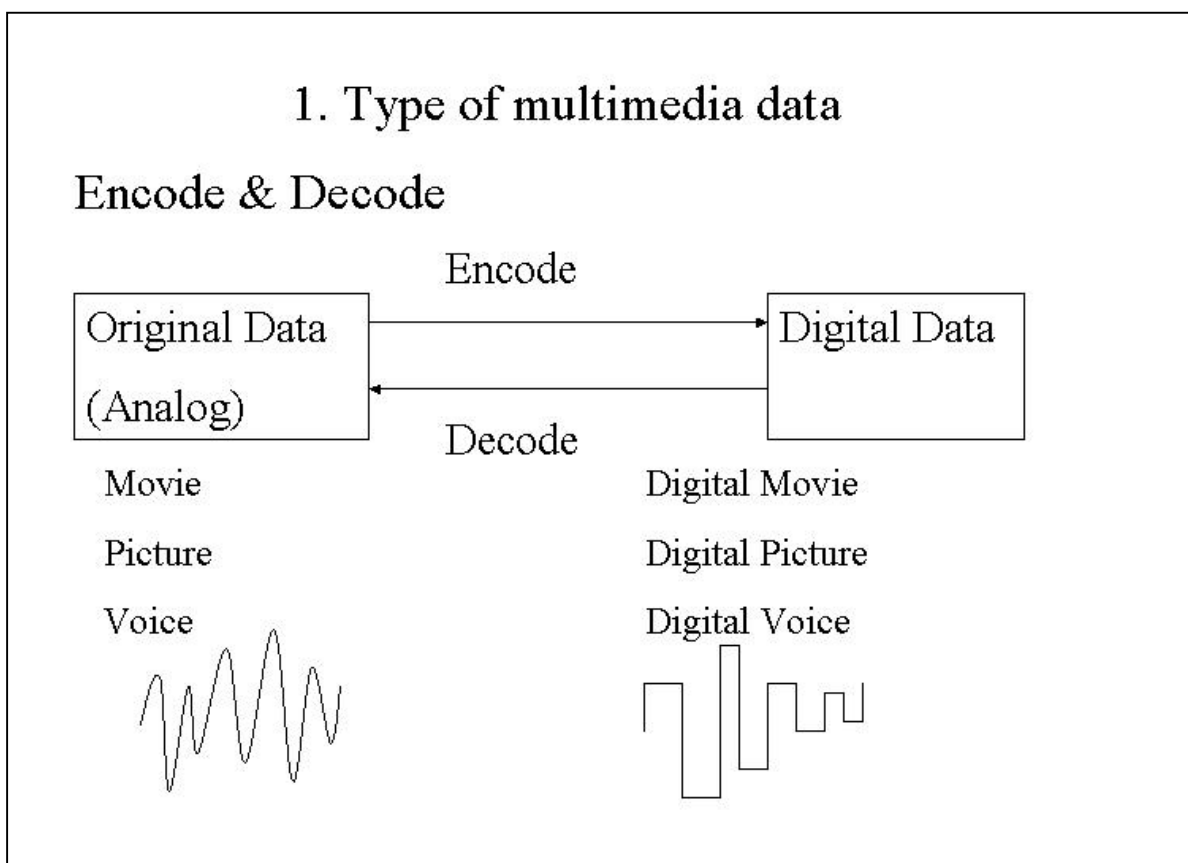 1. Type of multimedia data
Encode & Decode
Encode
Original Data
(Analog)
Digital Data
Decode
Movie
Picture
Voice
Digital Movie
Digital Picture
Digital Voice